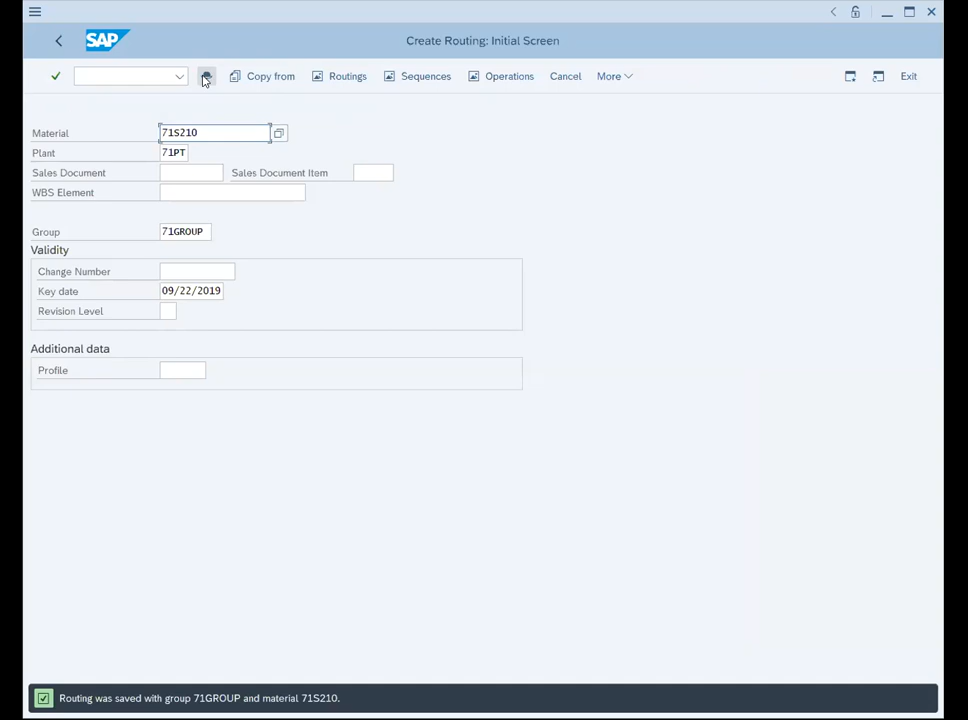 SAP
Create Routing: Initial Screen
Copy from
Routings
Sequences
Operations
Cancel
More
Exit
Material 71S210
Plant 71PT
Sales Document Sales Document Item
WBS Element
Group 71GROUP
Validity
Change Number
Key date 09/22/2019
Revision Level
Additional data
Profile
Routing was saved with group 71GROUP and material 71S210.